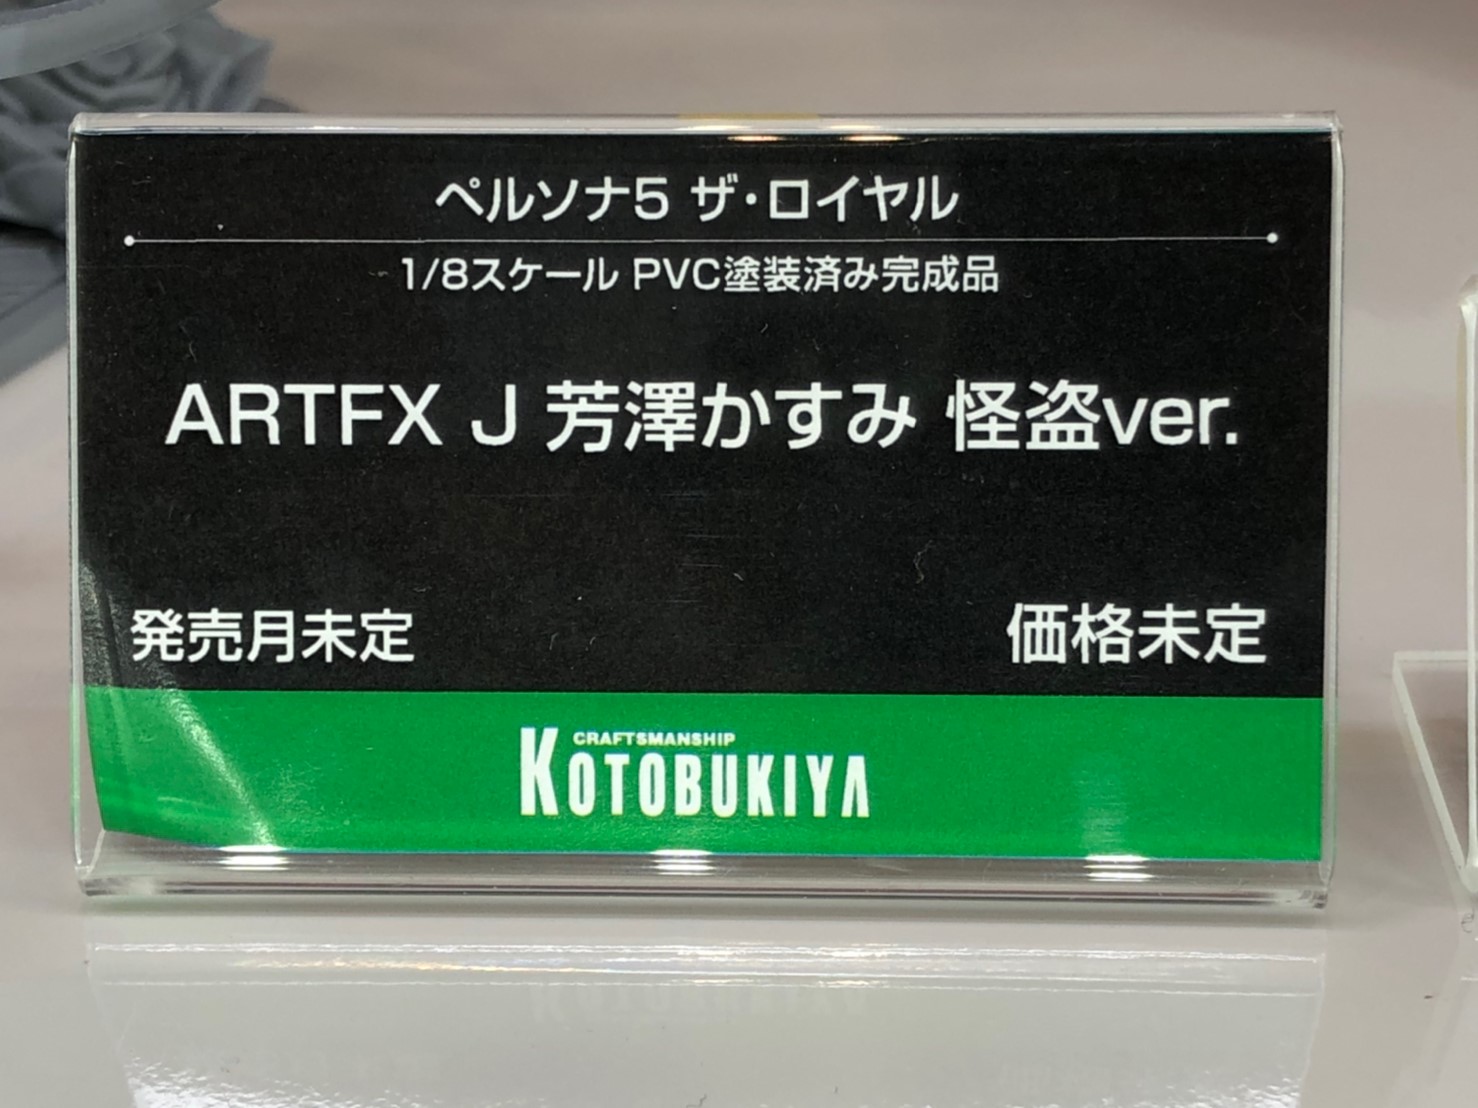 ペルソナ5 ザ・ロイヤル
1/8スケール PVC塗装済み完成品
ARTFX J 芳澤かすみ 怪盗ver.
発売月未定
価格未定
CRAFTSMANSHIP
KOTOBUKIYA